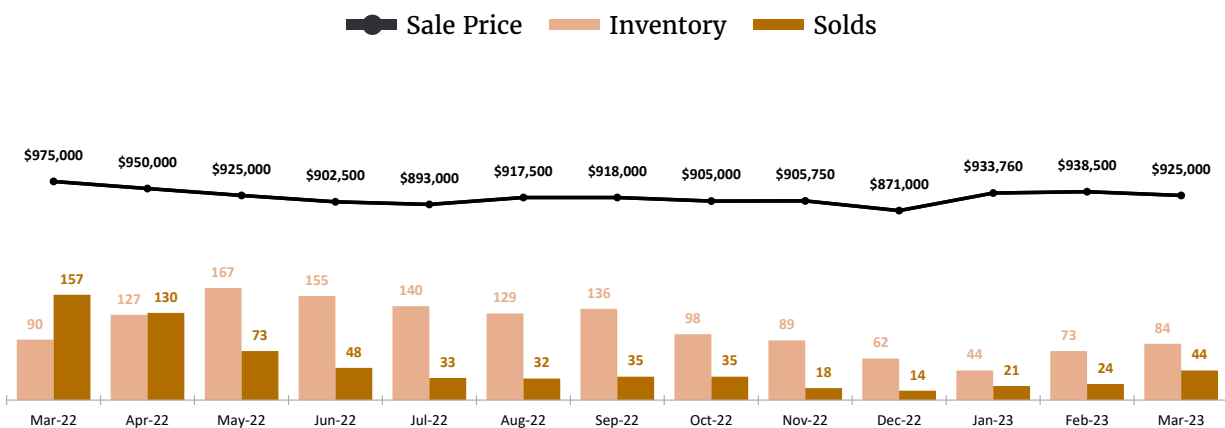 Sale Price Inventory Solds
$975,000 $950,000 $925,000 $902,500 $893,000 $917,500 $918,000 $905,000 $905,750 $871,000 $933,760 $938,500 $925,000
90 157 127 130 167 73 155 48 140 33 129 32 136 35 98 35 89 18 62 14 44 21 73 24 84 44
Mar-22 Apr-22 May-22 Jun-22 Jul-22 Aug-22 Sep-22 Oct-22 Nov-22 Dec-22 Jan-23 Feb-23 Mar-23